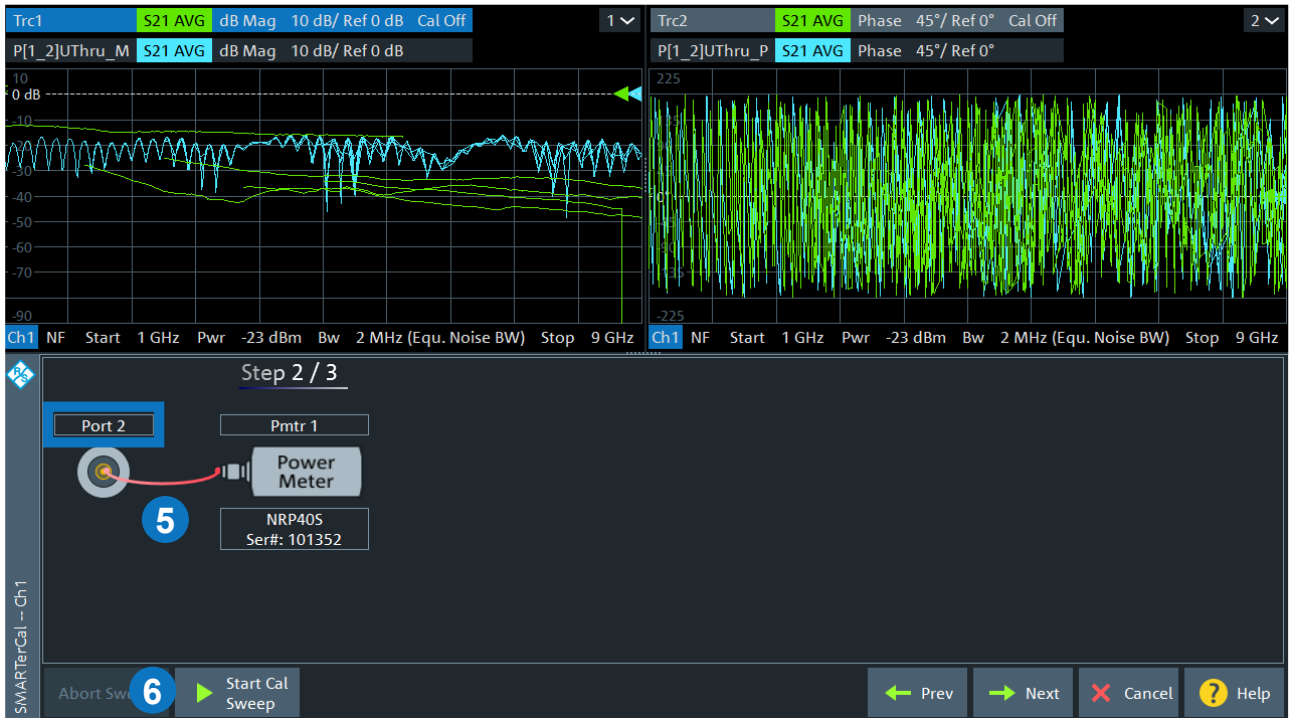 Trc1 S21 AVG dB Mag 10 dB/ Ref 0 dB Cal Off 1
P[1_2]UThru_M S21 AVG dB Mag 10 dB/ Ref 0 dB
10
0 dB
-10
-30
-40
-50
-60
-70
-90
Ch1 NF Start 1 GHz Pwr -23 dBm Bw 2 MHz (Equ. Noise BW) Stop 9 GHz
Trc2 S21 AVG Phase 45°/ Ref 0° Cal Off 2
P[1_2]UThru_P S21 AVG Phase 45°/ Ref 0°
225
-225
Ch1 NF Start 1 GHz Pwr -23 dBm Bw 2 MHz (Equ. Noise BW) Stop 9 GHz
R&S
SMARTerCal -- Ch1
Step 2 / 3
Port 2
Pmtr 1
Power
Meter
5
NRP40S
Ser#: 101352
Abort Sw
6
Start Cal
Sweep
Prev
Next
Cancel
? Help